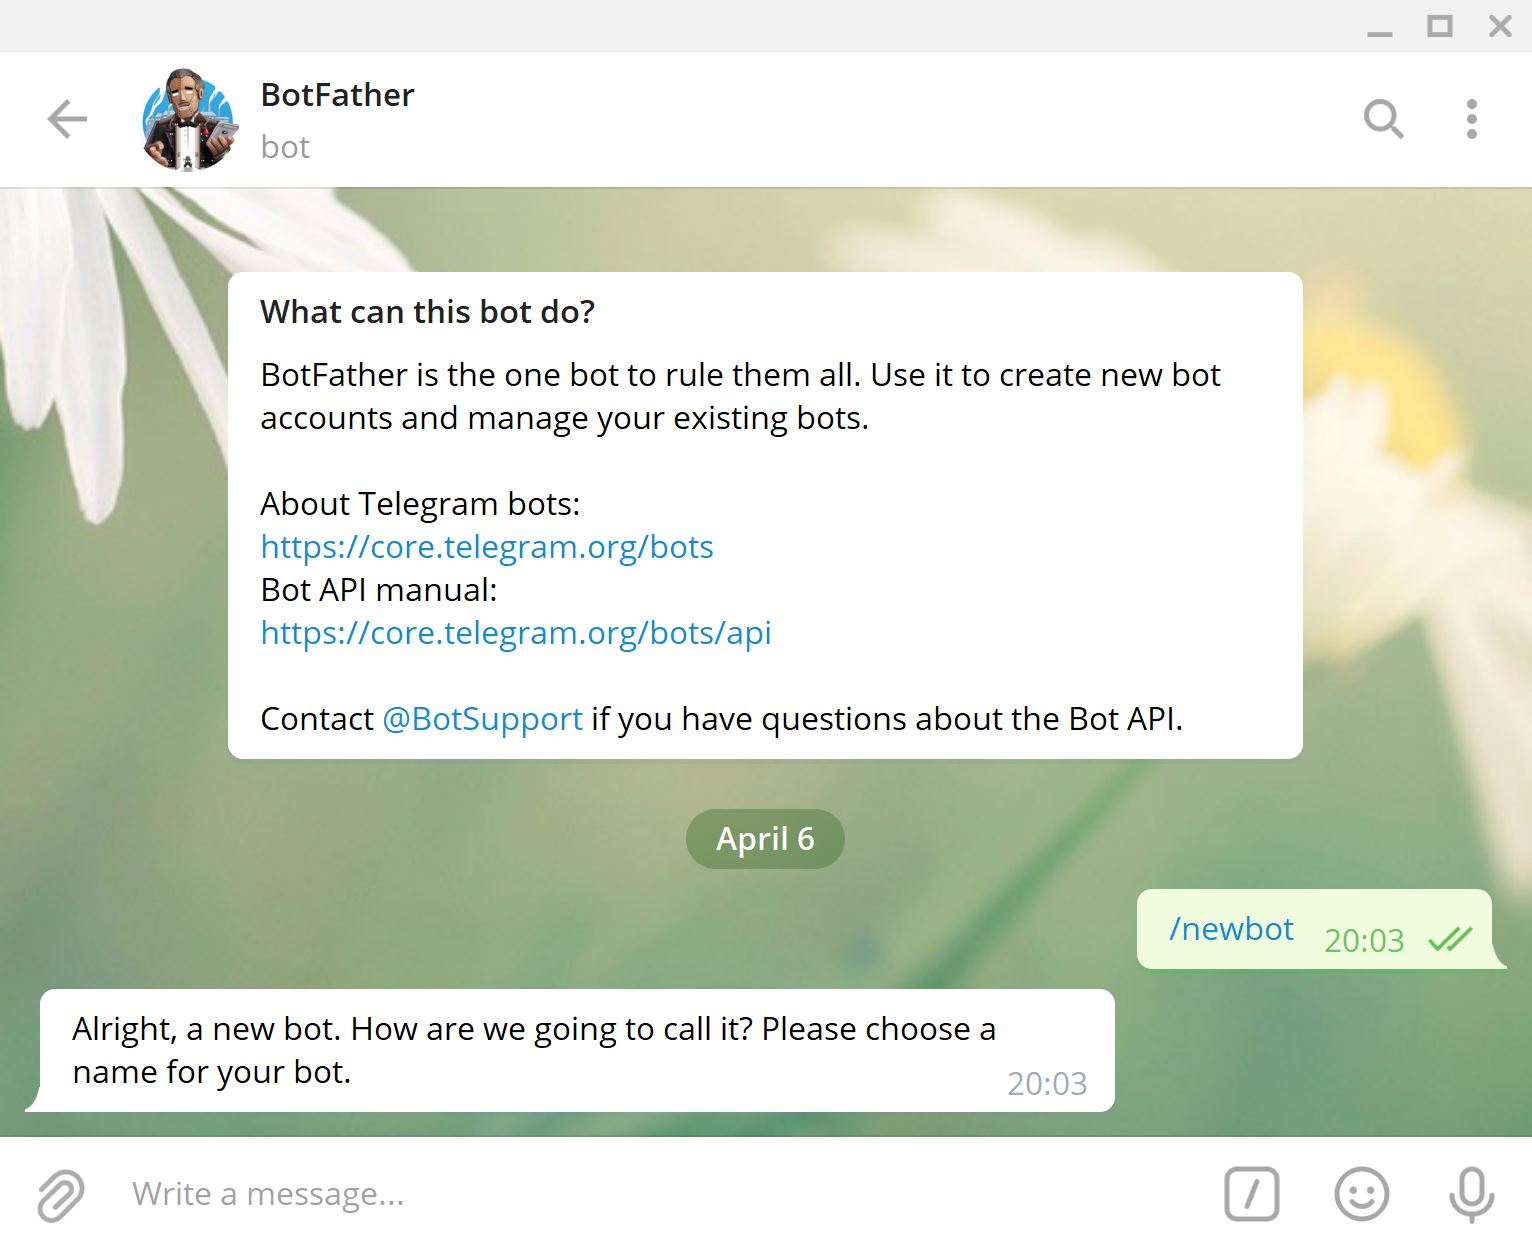 BotFather
bot
What can this bot do?
BotFather is the one bot to rule them all. Use it to create new bot
accounts and manage your existing bots.
About Telegram bots:
https://core.telegram.org/bots
Bot API manual:
https://core.telegram.org/bots/api
Contact @BotSupport if you have questions about the Bot API.
April 6
/newbot 20:03
Alright, a new bot. How are we going to call it? Please choose a
name for your bot.
20:03
Write a message...